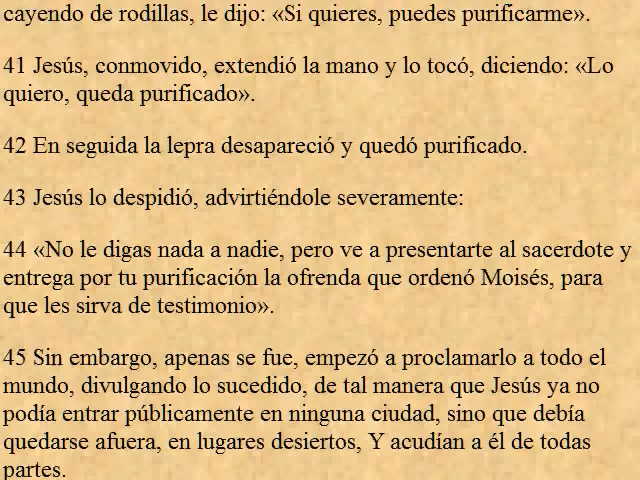 cayendo de rodillas, le dijo: «Si quieres, puedes purificarme».
41 Jesús, conmovido, extendió la mano y lo tocó, diciendo: «Lo
quiero, queda purificado».
42 En seguida la lepra desapareció y quedó purificado.
43 Jesús lo despidió, advirtiéndole severamente:
44 «No le digas nada a nadie, pero ve a presentarte al sacerdote y
entrega por tu purificación la ofrenda que ordenó Moisés, para
que les sirva de testimonio».
45 Sin embargo, apenas se fue, empezó a proclamarlo a todo el
mundo, divulgando lo sucedido, de tal manera que Jesús ya no
podía entrar públicamente en ninguna ciudad, sino que debía
quedarse afuera, en lugares desiertos, Y acudían a él de todas
partes.